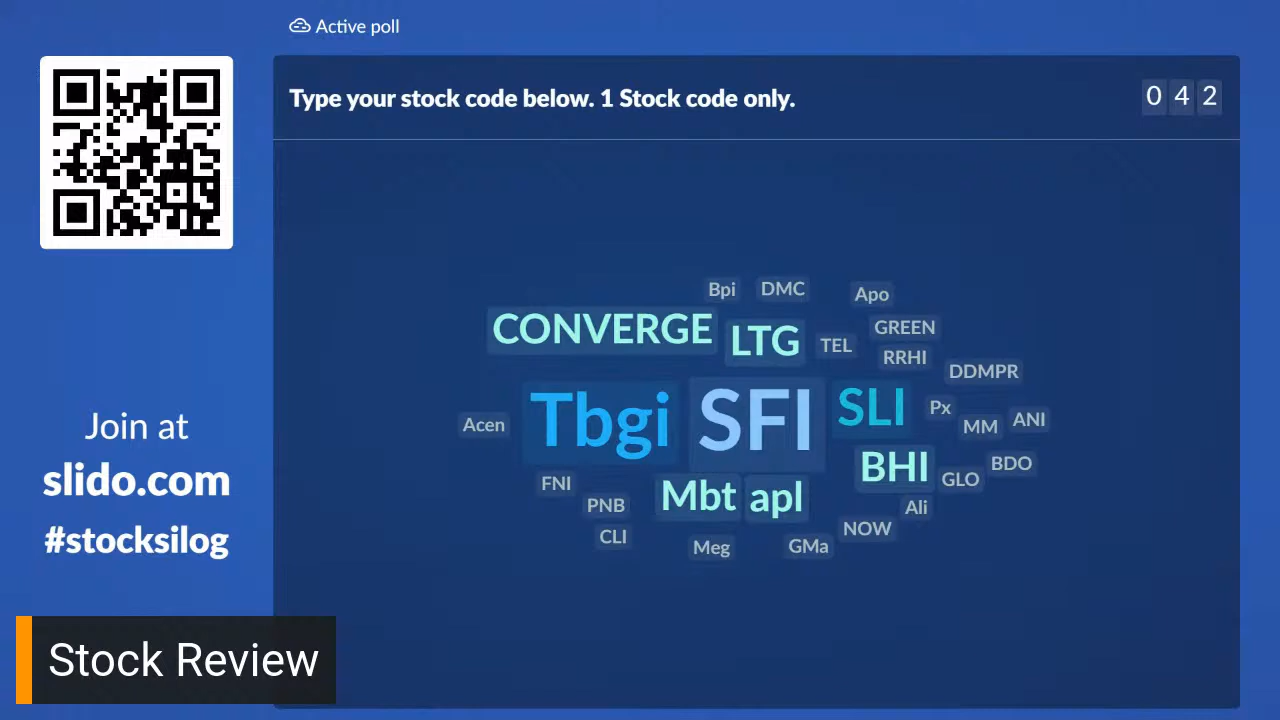 Active poll
Type your stock code below. 1 Stock code only.
0 4 2
Bpi
DMC
Apo
CONVERGE
LTG
TEL
GREEN
RRHI
DDMPR
Acen
Tbgi
SFI
SLI
Px
MM
ANI
BHI
GLO
BDO
FNI
PNB
Mbt
apl
Ali
NOW
CLI
Meg
GMa
Join at
slido.com
#stocksilog
Stock Review